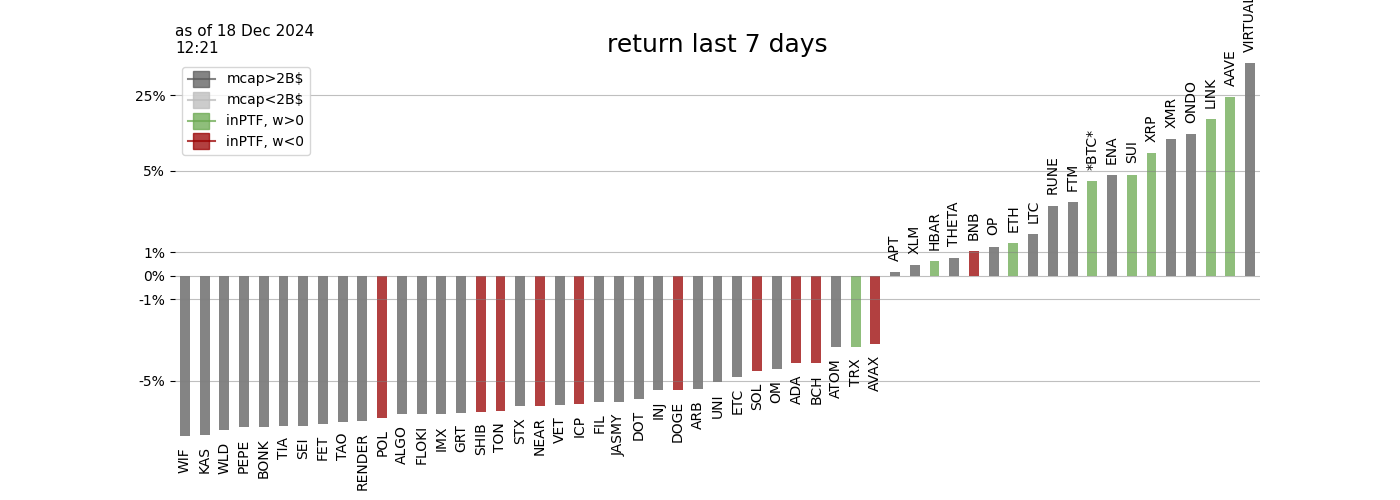 as of 18 Dec 2024
12:21
return last 7 days
mcap>2B$
mcap<2B$
inPTF, w>0
inPTF, w<0
25%
5%
1%
0%
-1%
-5%
WIF
KAS
WLD
PEPE
BONK
TIA
SEI
FET
TAO
RENDER
POL
ALGO
FLOKI
IMX
GRT
SHIB
TON
STX
NEAR
VET
ICP
FIL
JASMY
DOT
INJ
DOGE
ARB
UNI
ETC
SOL
OM
ADA
BCH
ATOM
TRX
AVAX
APT
XLM
HBAR
THETA
BNB
OP
ETH
LTC
RUNE
FTM
*BTC*
ENA
SUI
XRP
XMR
ONDO
LINK
AAVE
VIRTUAL